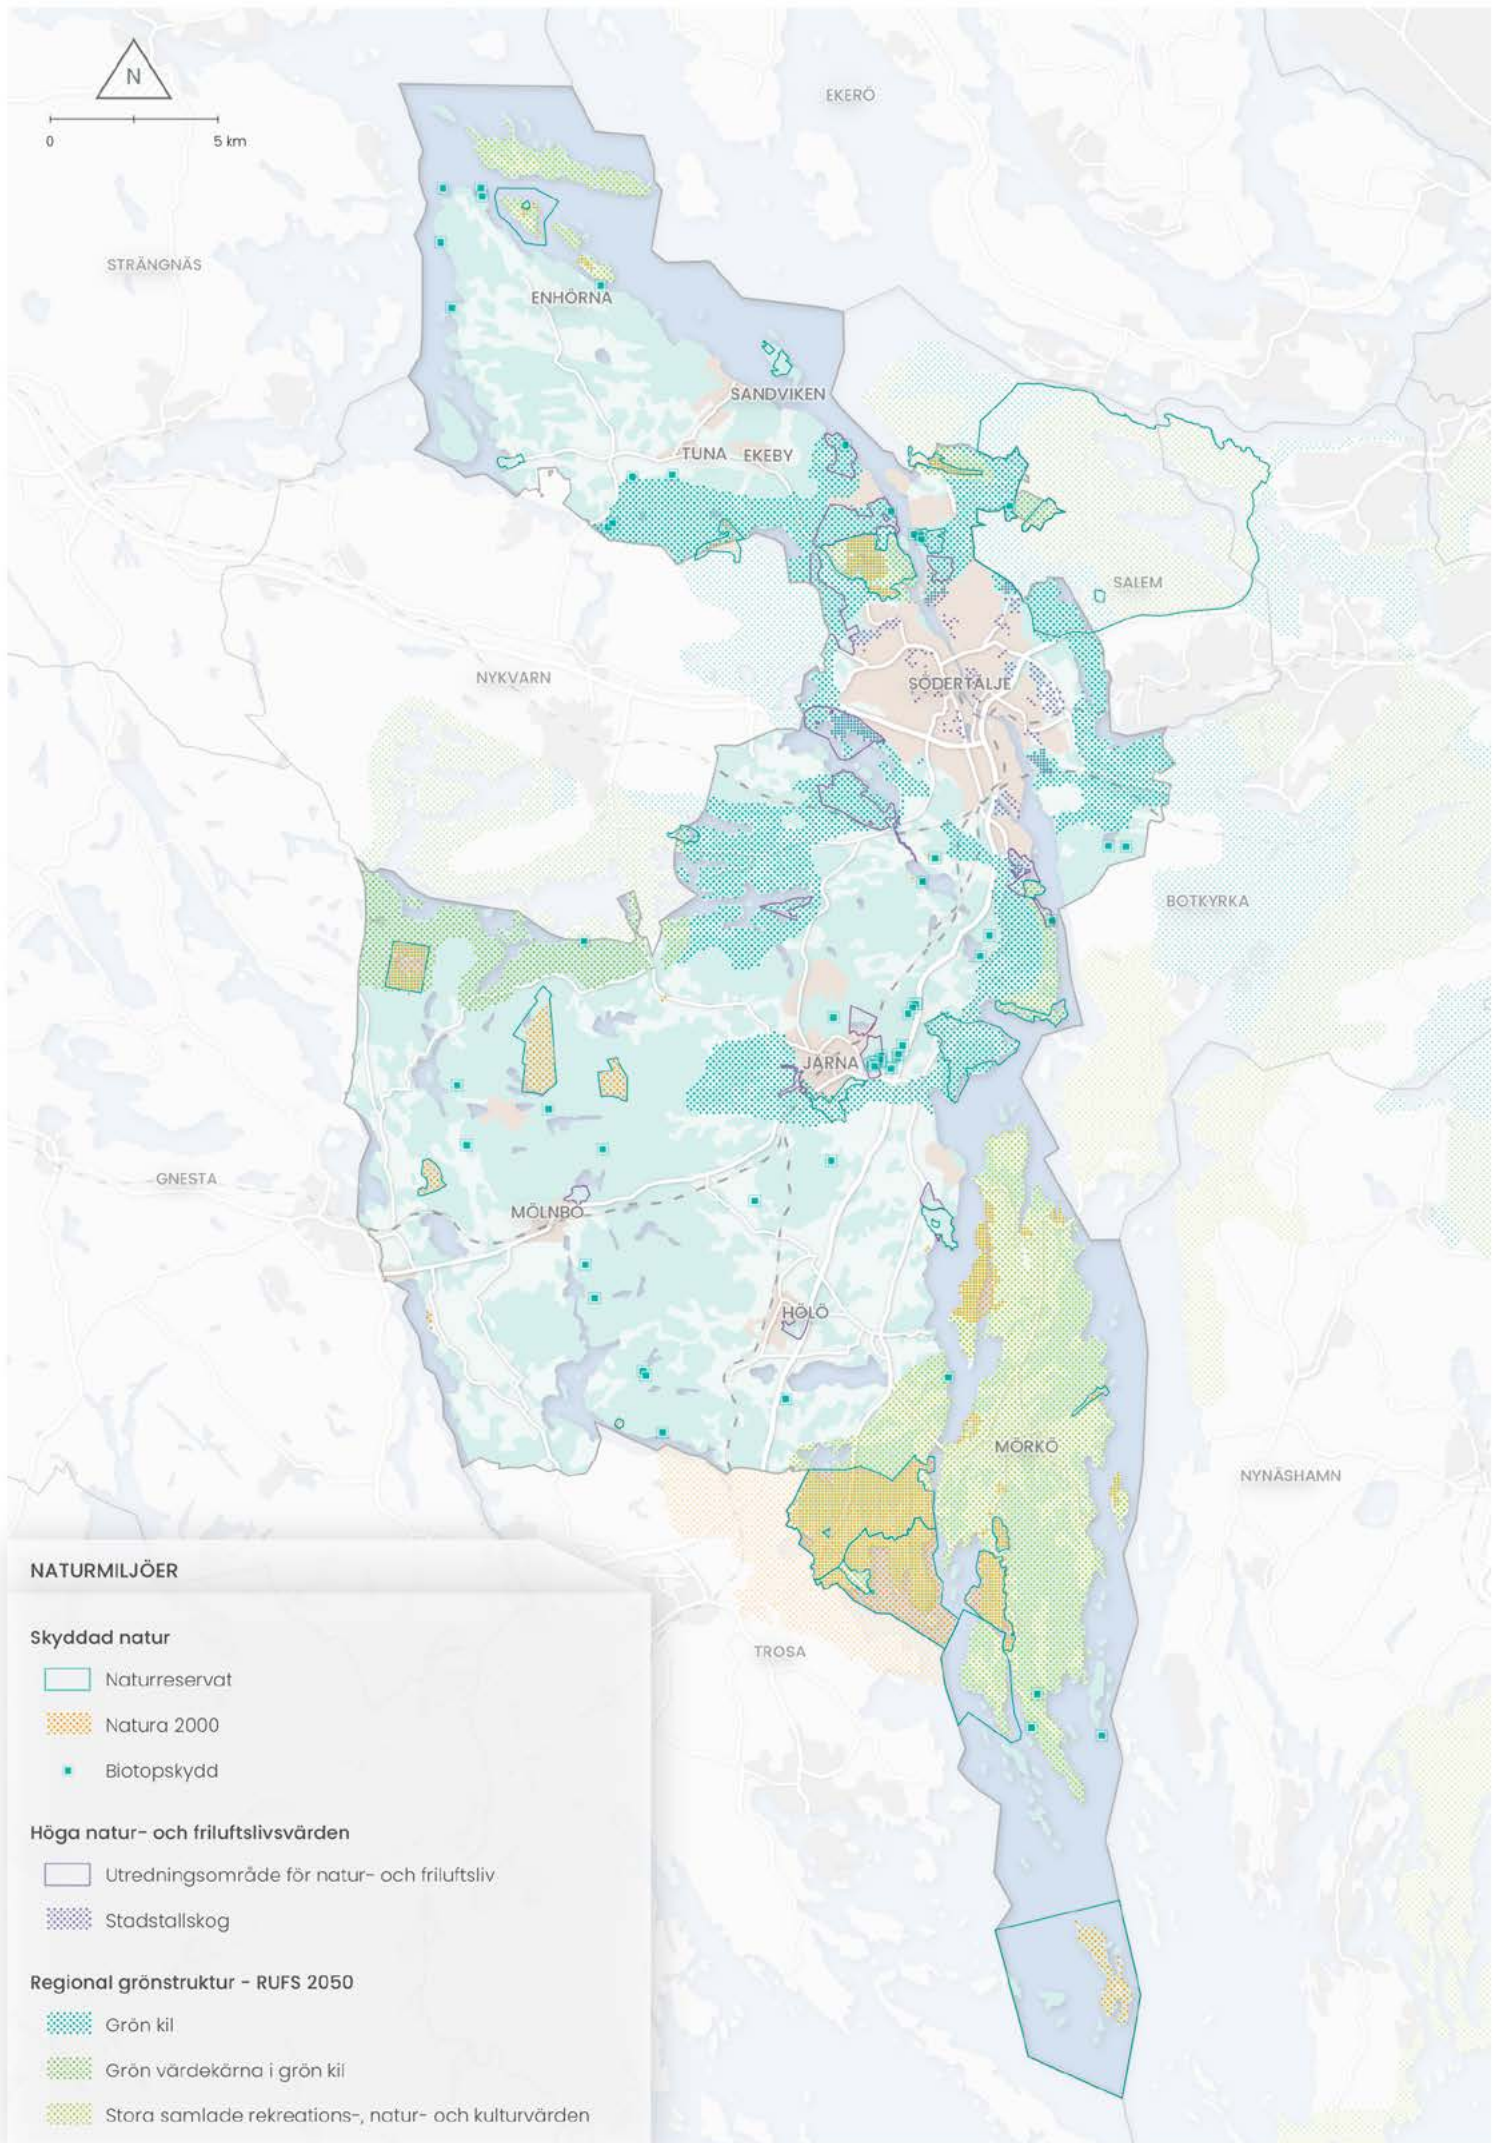 N
0 5 km
EKERÖ
STRÄNGNÄS
ENHÖRNA
SANDVIKEN
TUNA EKEBY
SALEM
NYKVARN
SÖDERTÄLJE
BOTKYRKA
JÄRNA
GNESTA
MÖLNBO
HÖLÖ
MÖRKÖ
NYNÄSHAMN
TROSA
NATURMILJÖER
Skyddad natur
Naturreservat
Natura 2000
Biotopskydd
Höga natur- och friluftslivsvärden
Utredningsområde för natur- och friluftsliv
Stadstallskog
Regional grönstruktur - RUFS 2050
Grön kil
Grön värdekärna i grön kil
Stora samlade rekreations-, natur- och kulturvärden